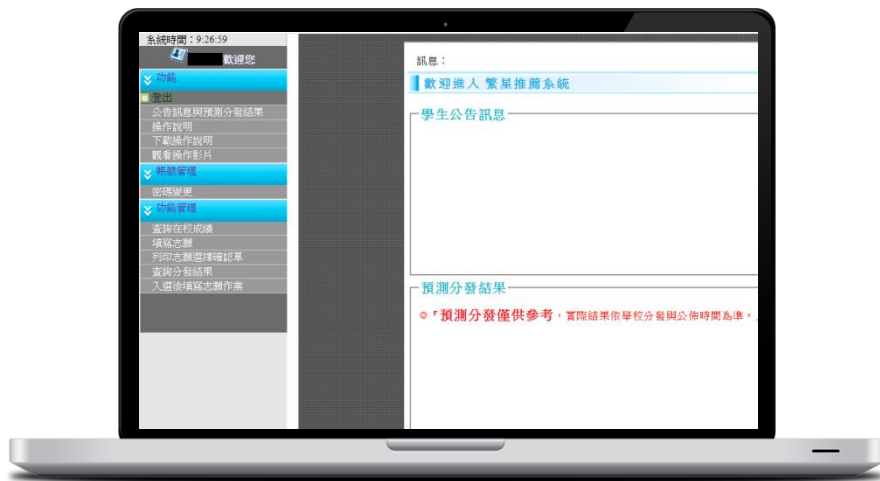 系統時間：9:26:59
歡迎您
功能
登出
公告訊息與預測分發結果
操作說明
下載操作說明
觀看操作影片
帳號管理
密碼變更
功能管理
查詢在校成績
填寫志願
列印志願選擇確認單
查詢分發結果
入選後填寫志願作業
訊息：
歡迎進入 繁星推薦系統
學生公告訊息
預測分發結果
◎『預測分發僅供參考，實際結果依學校分發與公佈時間為準。』